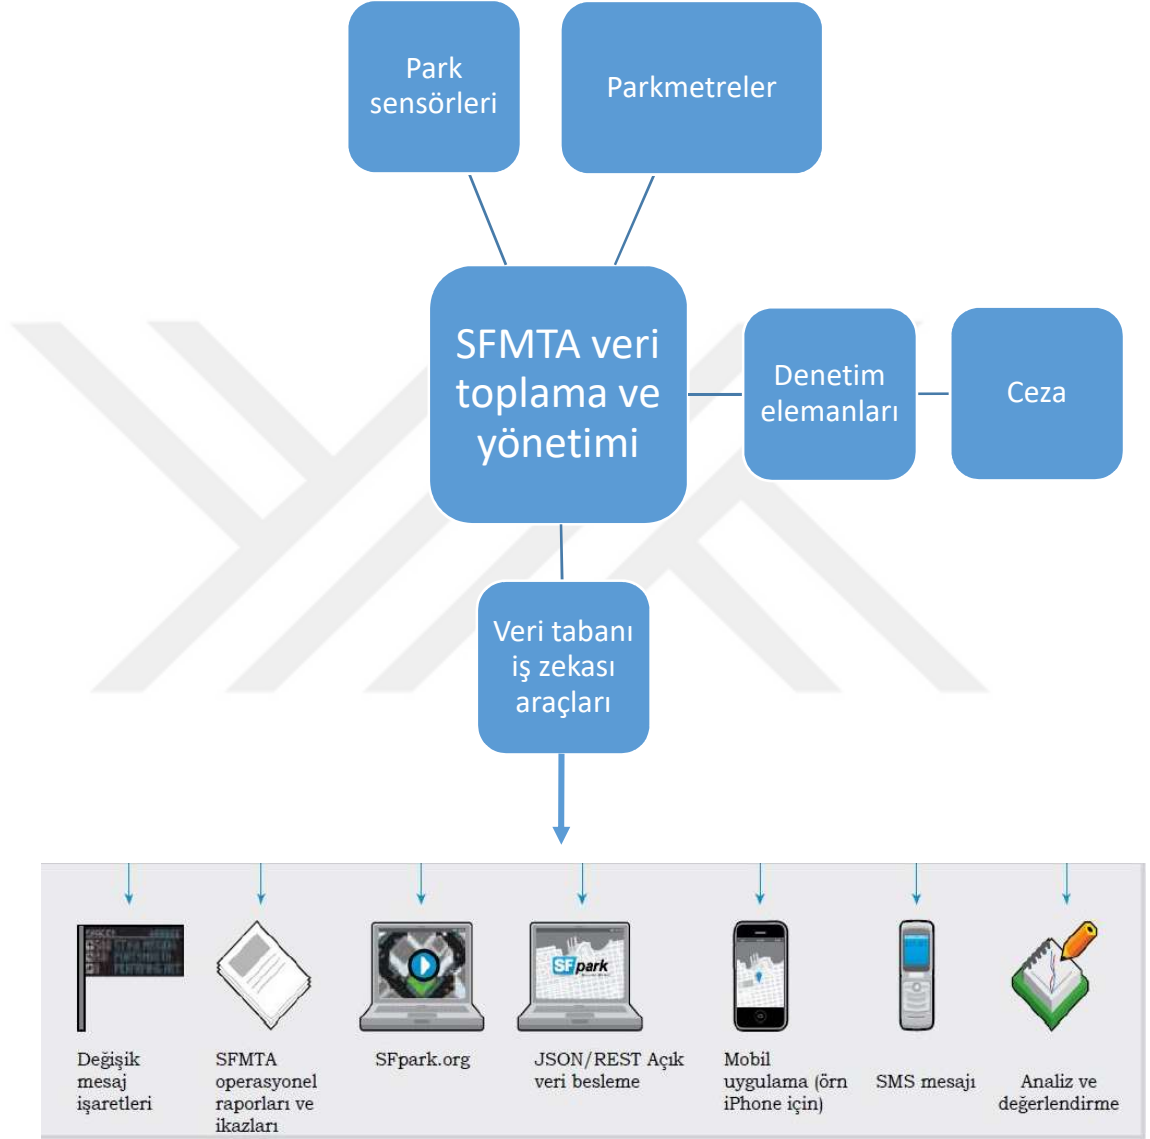 Park
sensörleri
Parkmetreler
SFMTA veri
toplama ve
yönetimi
Denetim
elemanları
Ceza
Veri tabanı
iş zekası
araçları
SFpark
Değişik
mesaj
işaretleri
SFMTA
operasyonel
raporları ve
ikazları
SFpark.org
JSON/REST Açık
veri besleme
Mobil
uygulama (örn
iPhone için)
SMS mesajı
Analiz ve
değerlendirme